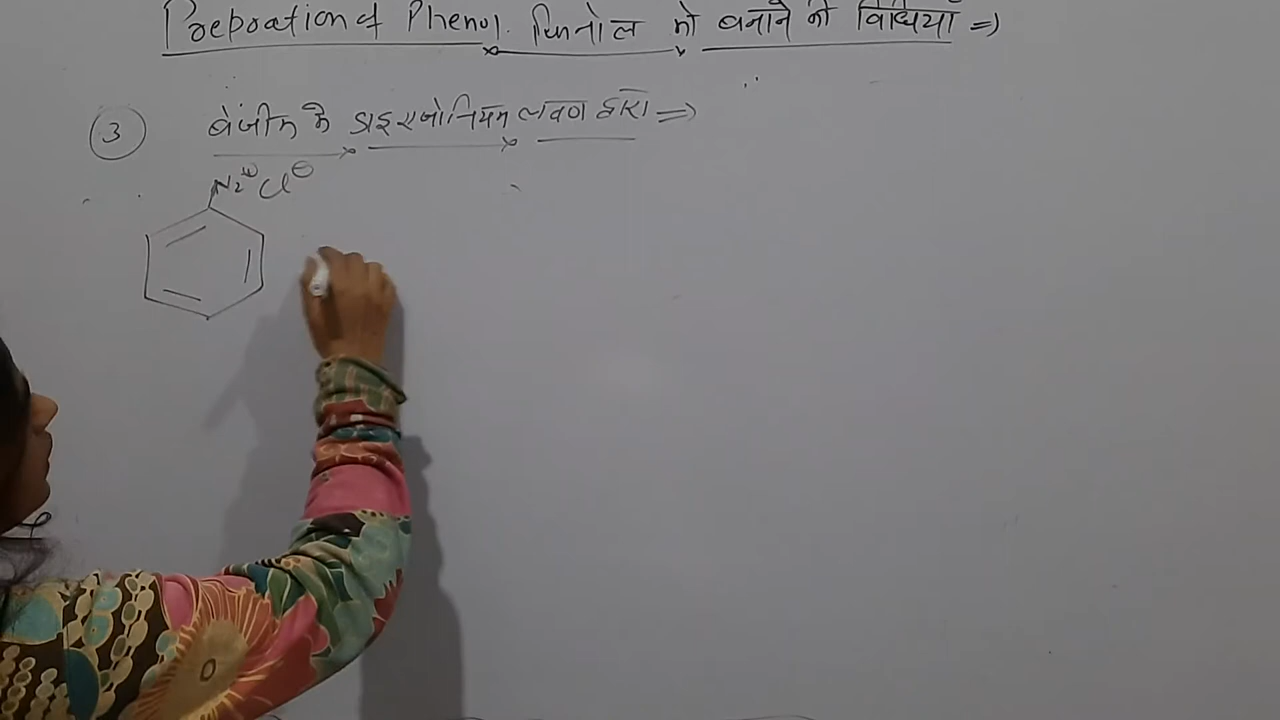 Preparation of Phenol. फिनोल को बनाने की विधियाँ =>
3 बेंजीन के डाइएजोनियम लवण द्वारा =>
N2⊕ Cl⊖